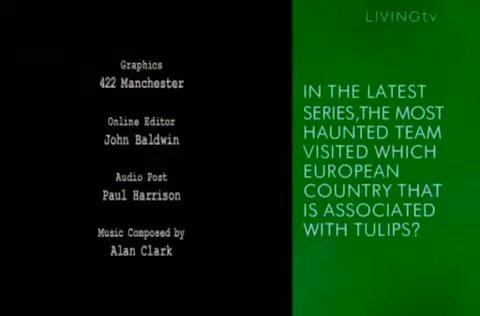 Graphics
422 Manchester
Online Editor
John Baldwin
Audio Post
Paul Harrison
Music Composed by
Alan Clark
LIVINGtv
IN THE LATEST
SERIES,THE MOST
HAUNTED TEAM
VISITED WHICH
EUROPEAN
COUNTRY THAT
IS ASSOCIATED
WITH TULIPS?